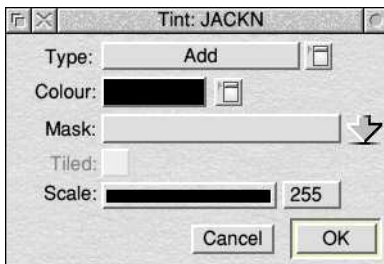 Tint: JACKN
Type: Add
Colour:
Mask:
Tiled:
Scale: 255
Cancel OK